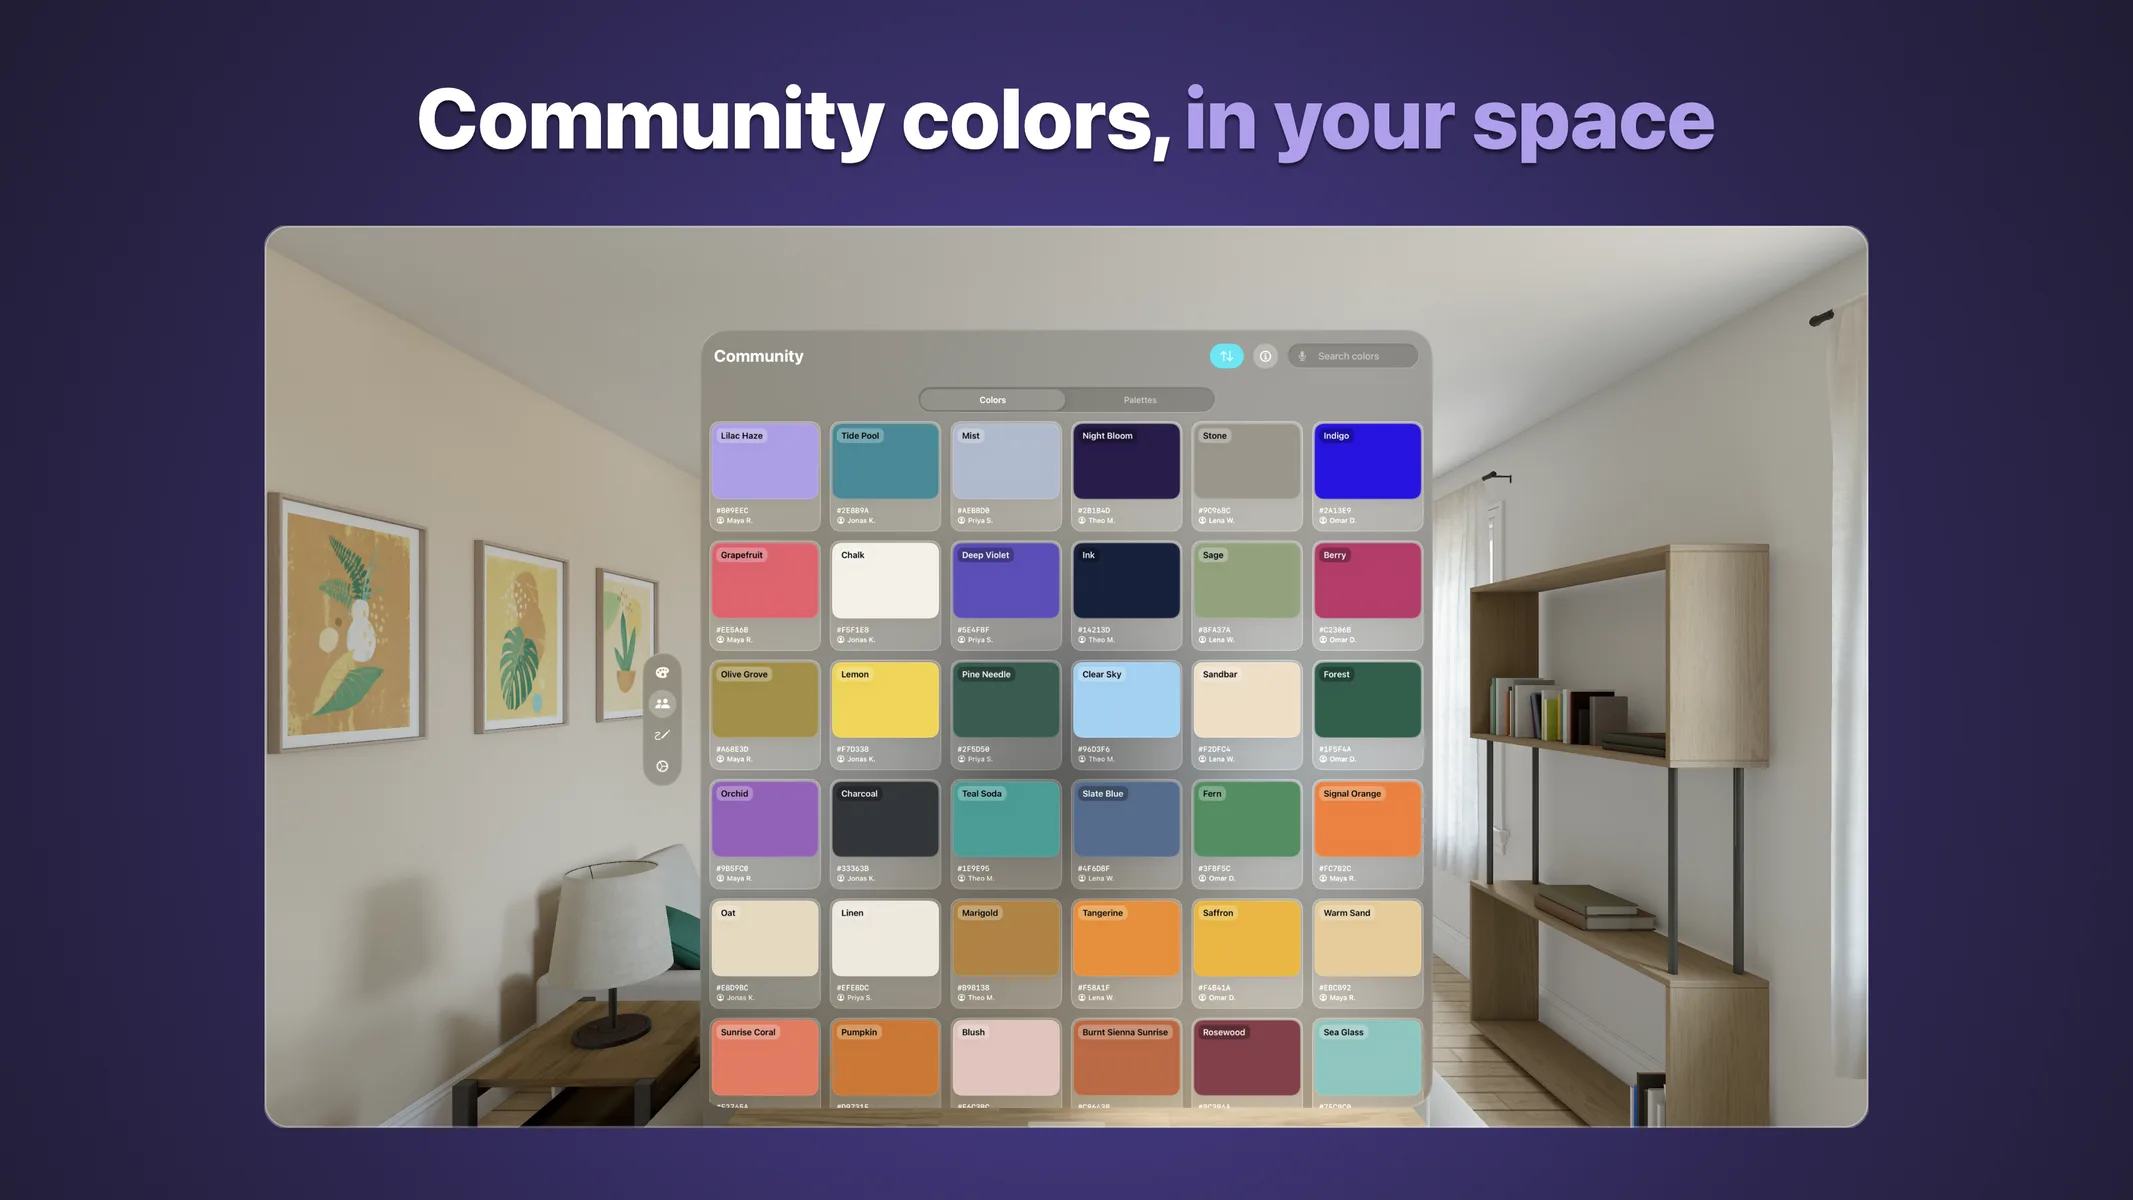 Community colors, in your space
Community
Search colors
Colors
Palettes
Lilac Haze
#B09EEC
Maya R.
Tide Pool
#2E8B9A
Jonas K.
Mist
#AEBBD0
Priya S.
Night Bloom
#2B1B4D
Theo M.
Stone
#9C968C
Lena W.
Indigo
#2A13E9
Omar D.
Grapefruit
#EE5A6B
Maya R.
Chalk
#F5F1E8
Jonas K.
Deep Violet
#5E4FBF
Priya S.
Ink
#14213D
Theo M.
Sage
#8FA37A
Lena W.
Berry
#C2306B
Omar D.
Olive Grove
#A68E3D
Maya R.
Lemon
#F7D338
Jonas K.
Pine Needle
#2F5D50
Priya S.
Clear Sky
#96D3F6
Theo M.
Sandbar
#F2DFC4
Lena W.
Forest
#1F5F4A
Omar D.
Orchid
#9B5FC0
Maya R.
Charcoal
#33363B
Jonas K.
Teal Soda
#1E9E95
Theo M.
Slate Blue
#4F6D8F
Lena W.
Fern
#3F8F5C
Omar D.
Signal Orange
#FC7B2C
Maya R.
Oat
#E8D9BC
Jonas K.
Linen
#EFE8DC
Priya S.
Marigold
#B98138
Theo M.
Tangerine
#F58A1F
Lena W.
Saffron
#F4B41A
Omar D.
Warm Sand
#EBCB92
Maya R.
Sunrise Coral
Pumpkin
Blush
Burnt Sienna Sunrise
Rosewood
Sea Glass